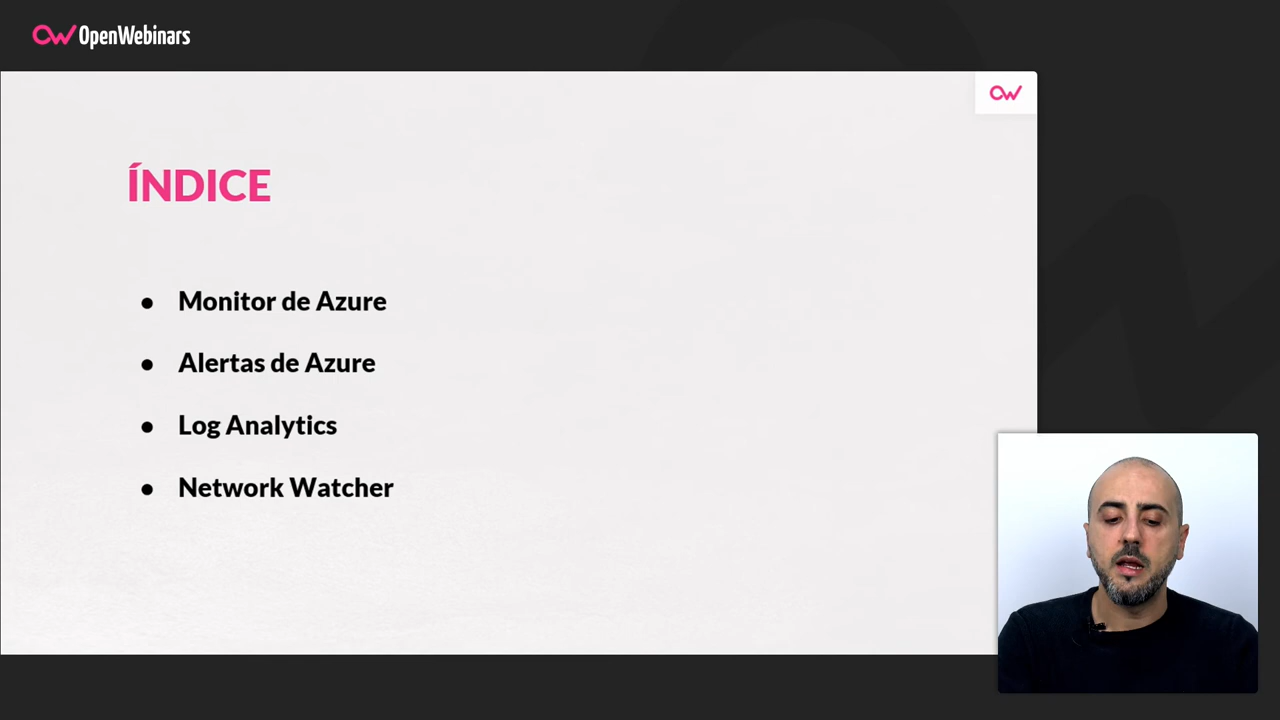 OpenWebinars
ÍNDICE
● Monitor de Azure
● Alertas de Azure
● Log Analytics
● Network Watcher